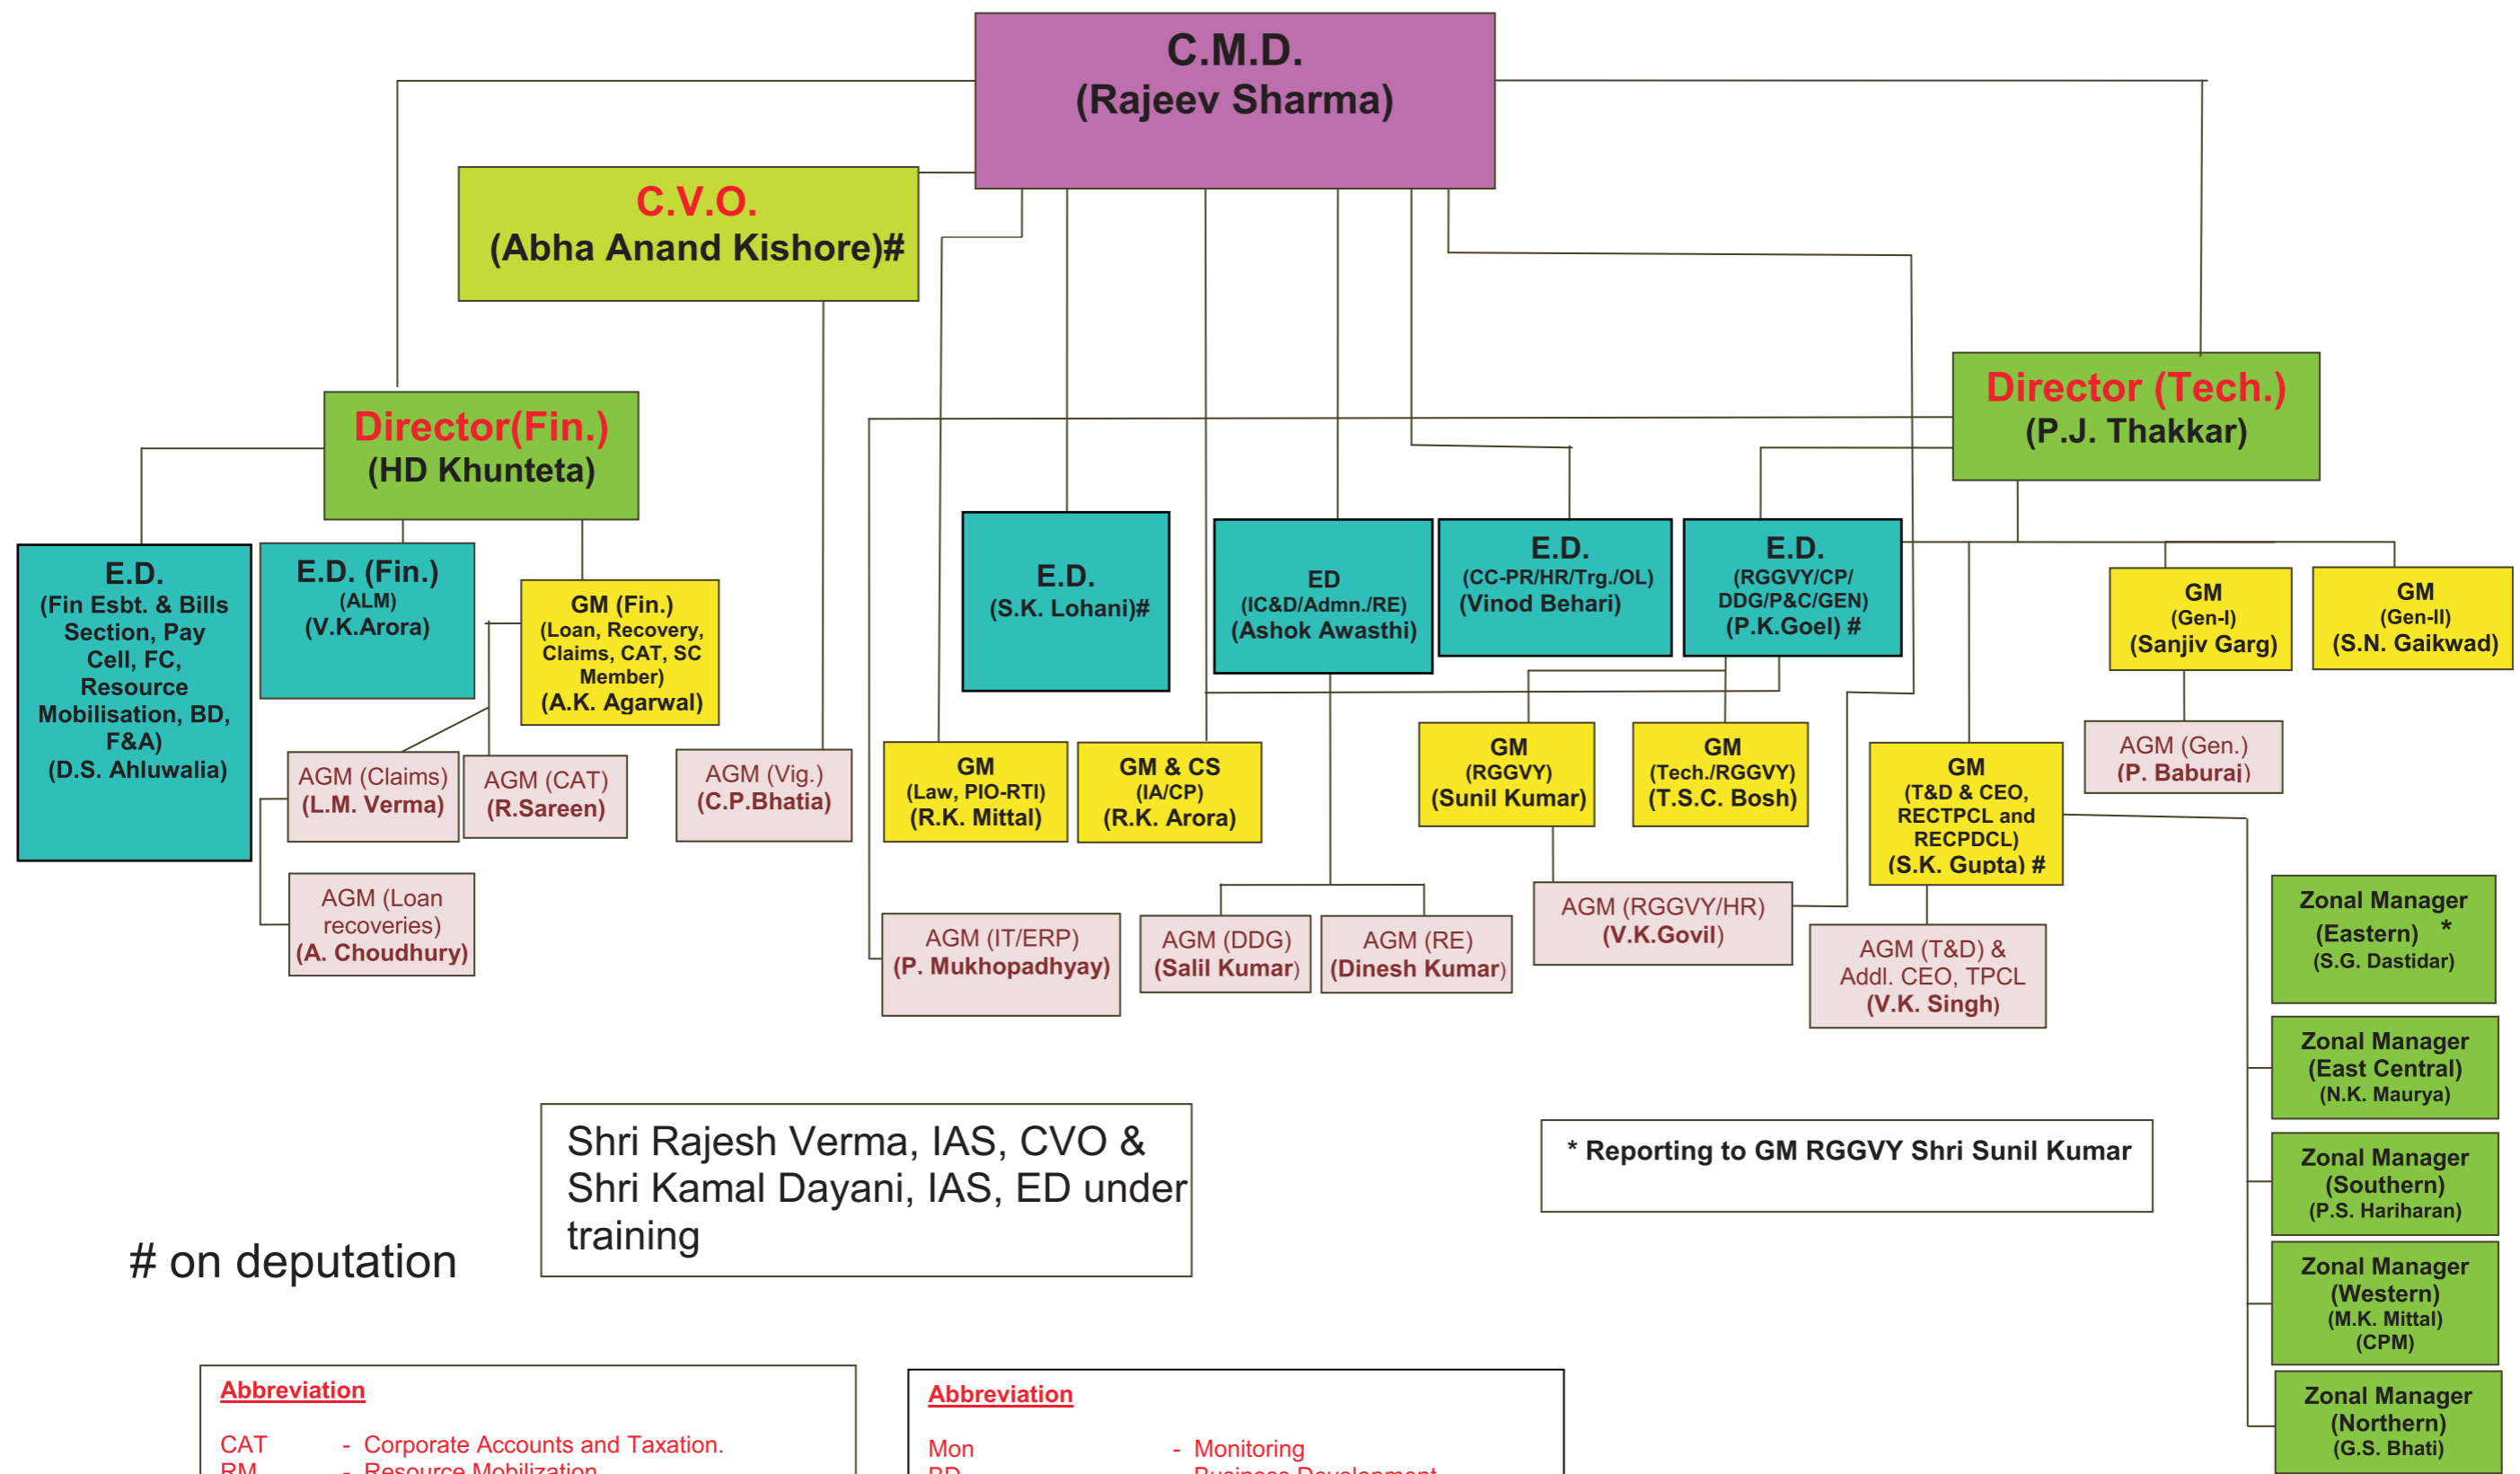 C.M.D.
(Rajeev Sharma)
C.V.O.
(Abha Anand Kishore)#
Director(Fin.)
(HD Khunteta)
Director (Tech.)
(P.J. Thakkar)
E.D.
(Fin Esbt. & Bills
Section, Pay
Cell, FC,
Resource
Mobilisation, BD,
F&A)
(D.S. Ahluwalia)
E.D. (Fin.)
(ALM)
(V.K.Arora)
GM (Fin.)
(Loan, Recovery,
Claims, CAT, SC
Member)
(A.K. Agarwal)
E.D.
(S.K. Lohani)#
ED
(IC&D/Admn./RE)
(Ashok Awasthi)
E.D.
(CC-PR/HR/Trg./OL)
(Vinod Behari)
E.D.
(RGGVY/CP/
DDG/P&C/GEN)
(P.K.Goel) #
GM
(Gen-I)
(Sanjiv Garg)
GM
(Gen-II)
(S.N. Gaikwad)
AGM (Claims)
(L.M. Verma)
AGM (CAT)
(R.Sareen)
AGM (Vig.)
(C.P.Bhatia)
GM
(Law, PIO-RTI)
(R.K. Mittal)
GM & CS
(IA/CP)
(R.K. Arora)
GM
(RGGVY)
(Sunil Kumar)
GM
(Tech./RGGVY)
(T.S.C. Bosh)
GM
(T&D & CEO,
RECTPCL and
RECPDCL)
(S.K. Gupta) #
AGM (Gen.)
(P. Baburaj)
AGM (Loan
recoveries)
(A. Choudhury)
AGM (IT/ERP)
(P. Mukhopadhyay)
AGM (DDG)
(Salil Kumar)
AGM (RE)
(Dinesh Kumar)
AGM (RGGVY/HR)
(V.K.Govil)
AGM (T&D) &
Addl. CEO, TPCL
(V.K. Singh)
Zonal Manager
(Eastern) *
(S.G. Dastidar)
Zonal Manager
(East Central)
(N.K. Maurya)
Zonal Manager
(Southern)
(P.S. Hariharan)
Zonal Manager
(Western)
(M.K. Mittal)
(CPM)
Zonal Manager
(Northern)
(G.S. Bhati)
Shri Rajesh Verma, IAS, CVO &
Shri Kamal Dayani, IAS, ED under
training
* Reporting to GM RGGVY Shri Sunil Kumar
# on deputation
Abbreviation
CAT - Corporate Accounts and Taxation.
RM - Resource Mobilization
Abbreviation
Mon - Monitoring
BD - Business Development